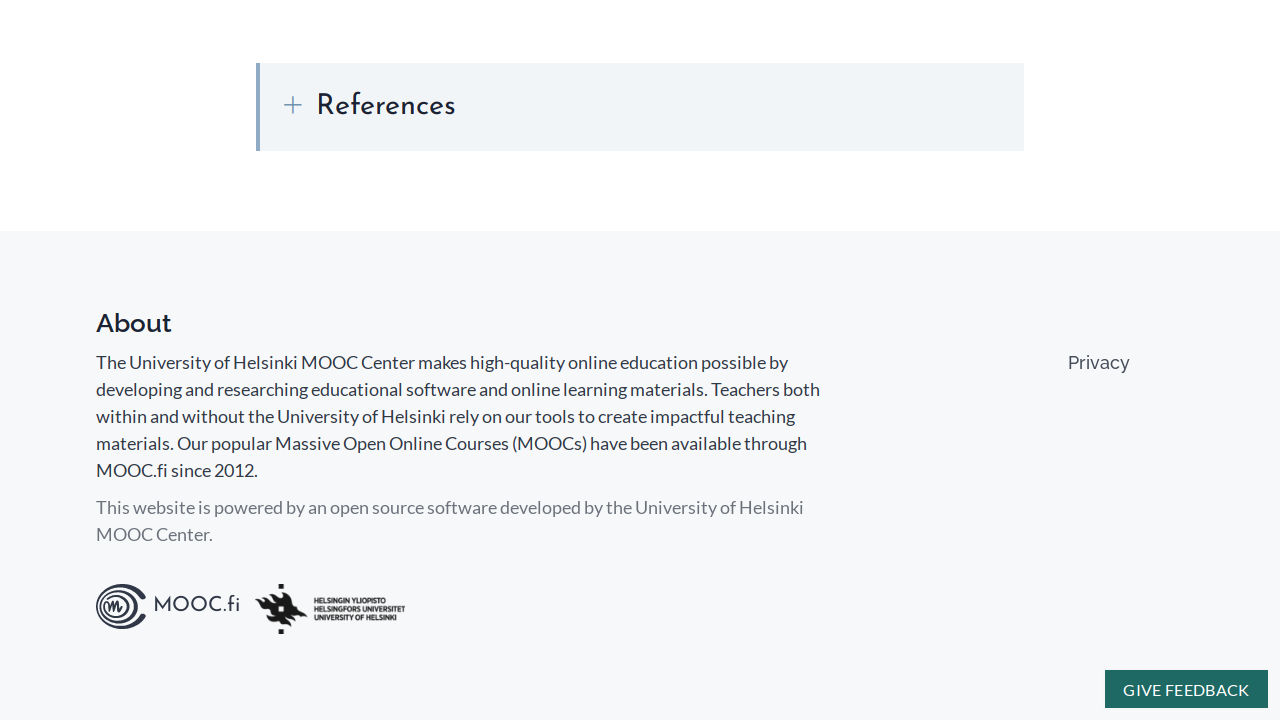 References
About
The University of Helsinki MOOC Center makes high-quality online education possible by
developing and researching educational software and online learning materials. Teachers both
within and without the University of Helsinki rely on our tools to create impactful teaching
materials. Our popular Massive Open Online Courses (MOOCs) have been available through
MOOC.fi since 2012.
This website is powered by an open source software developed by the University of Helsinki
MOOC Center.
Privacy
MOOC.fi
HELSINGIN YLIOPISTO
HELSINGFORS UNIVERSITET
UNIVERSITY OF HELSINKI
GIVE FEEDBACK